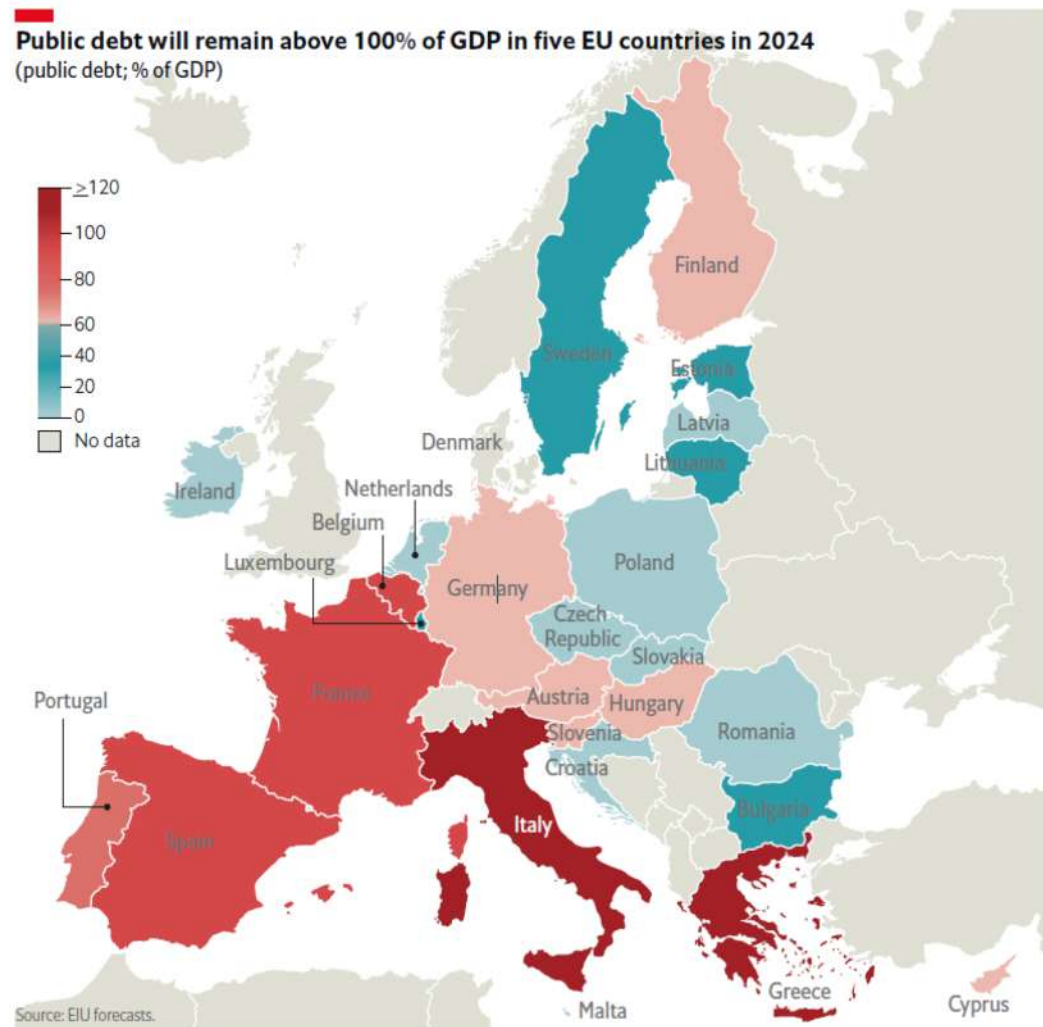 Public debt will remain above 100% of GDP in five EU countries in 2024
(public debt; % of GDP)
≥120
100
80
60
40
20
0
No data
Finland
Sweden
Estonia
Latvia
Lithuania
Denmark
Ireland
Netherlands
Belgium
Luxembourg
Germany
Poland
Czech
Republic
Slovakia
Austria
Hungary
Portugal
France
Slovenia
Romania
Croatia
Bulgaria
Italy
Spain
Greece
Malta
Cyprus
Source: EIU forecasts.